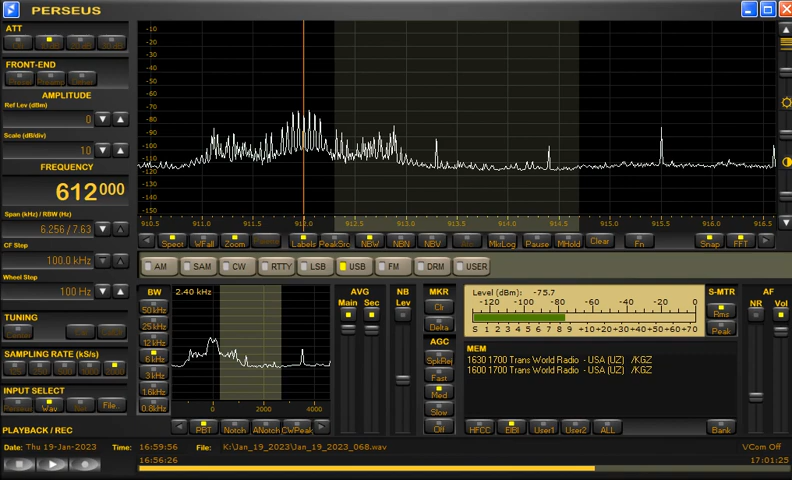 PERSEUS
ATT
FRONT-END
AMPLITUDE
Ref Lev (dBm)
0
Scale (dB/div)
10
FREQUENCY
612000
Span (kHz) / RBW (Hz)
6.256 / 7.63
CF Step
100.0 kHz
Wheel Step
100 Hz
TUNING
SAMPLING RATE (kS/s)
INPUT SELECT
Wav File..
PLAYBACK / REC
-10
-20
-30
-40
-50
-60
-70
-80
-90
-100
-110
-120
-130
-140
-150
910.5 911.0 911.5 912.0 912.5 913.0 913.5 914.0 914.5 915.0 915.5 916.0 916.5
Spect WFall Zoom Labels PeakSrc NBW NBN NBV MkLog Pause MHold Clear Fn Snap FFT
AM SAM CW RTTY LSB USB FM DRM USER
BW
50kHz
25kHz
12kHz
6kHz
3kHz
1.6kHz
0.8kHz
2.40 kHz
0 2000 4000
PBT Notch ANotch CWPeak
AVG
Main Sec
NB
Lev
MKR
Clr
Delta
AGC
SpkRej
Fast
Med
Slow
Off
Level (dBm): -75.7
-120 -100 -80 -60 -40 -20 0
S 1 2 3 4 5 6 7 8 9 +10 +20 +30 +40 +50 +60 +70
S-MTR
Rms
Peak
AF
NR Vol
MEM
1630 1700 Trans World Radio - USA (UZ) /KGZ
1600 1700 Trans World Radio - USA (UZ) /KGZ
HFCC EIBI User1 User2 ALL Bank
Date: Thu 19-Jan-2023 Time: 16:59:56 File: K:\Jan_19_2023\Jan_19_2023_068.wav VCom Off
16:56:26 17:01:25